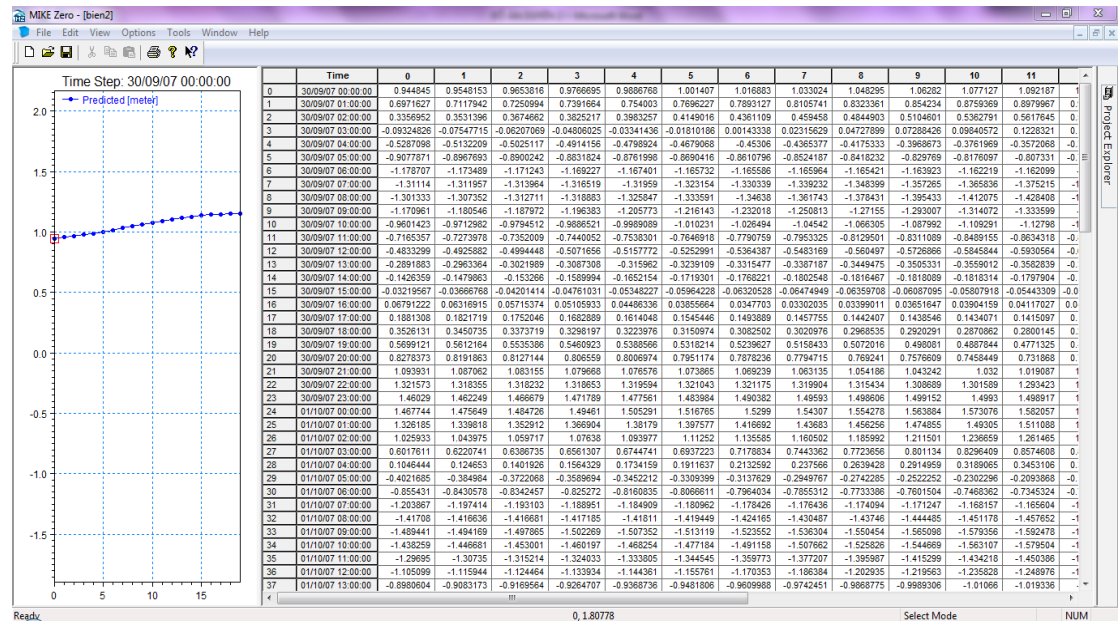 MIKE Zero - [bien2]
File Edit View Options Tools Window Help
Time Step: 30/09/07 00:00:00
Predicted [meter]
2.0
1.5
1.0
0.5
0.0
-0.5
-1.0
-1.5
0 5 10 15
Time 0 1 2 3 4 5 6 7 8 9 10 11
0 30/09/07 00:00:00 0.944845 0.9548153 0.9653816 0.9766695 0.9886768 1.001407 1.016883 1.033024 1.048295 1.06282 1.077127 1.092187 1
1 30/09/07 01:00:00 0.6971627 0.7117942 0.7250994 0.7391664 0.754003 0.7696227 0.7893127 0.8105741 0.8323361 0.854234 0.8759369 0.8979967 0.
2 30/09/07 02:00:00 0.3356952 0.3531396 0.3674662 0.3825217 0.3983257 0.4149016 0.4361109 0.459458 0.4844903 0.5104601 0.5362791 0.5617645 0.
3 30/09/07 03:00:00 -0.09324826 -0.07547715 -0.06207069 -0.04806025 -0.03341436 -0.01810186 0.00143338 0.02315629 0.04727899 0.07288426 0.09840572 0.1228321 0.
4 30/09/07 04:00:00 -0.5287098 -0.5132209 -0.5025117 -0.4914156 -0.4798924 -0.4679068 -0.45306 -0.4365377 -0.4175333 -0.3968673 -0.3761969 -0.3572068 -0.
5 30/09/07 05:00:00 -0.9077871 -0.8967693 -0.8900242 -0.8831824 -0.8761998 -0.8690416 -0.8610796 -0.8524187 -0.8418232 -0.829769 -0.8176097 -0.807331 -0.
6 30/09/07 06:00:00 -1.178707 -1.173489 -1.171243 -1.169227 -1.167401 -1.165732 -1.165586 -1.165964 -1.165421 -1.163923 -1.162219 -1.162099
7 30/09/07 07:00:00 -1.31114 -1.311957 -1.313964 -1.316519 -1.31959 -1.323154 -1.330339 -1.339232 -1.348399 -1.357265 -1.365836 -1.375215 -1
8 30/09/07 08:00:00 -1.301333 -1.307352 -1.312711 -1.318883 -1.325847 -1.333591 -1.34638 -1.361743 -1.378431 -1.395433 -1.412075 -1.428408 -1
9 30/09/07 09:00:00 -1.170961 -1.180546 -1.187972 -1.196383 -1.205773 -1.216143 -1.232018 -1.250813 -1.27155 -1.293007 -1.314072 -1.333599
10 30/09/07 10:00:00 -0.9601423 -0.9712982 -0.9794512 -0.9886521 -0.9989089 -1.010231 -1.026494 -1.04542 -1.066305 -1.087992 -1.109291 -1.12798 -1
11 30/09/07 11:00:00 -0.7165357 -0.7273978 -0.7352009 -0.7440052 -0.7538301 -0.7646918 -0.7790759 -0.7953325 -0.8129501 -0.8311089 -0.8489155 -0.8634318 -0.
12 30/09/07 12:00:00 -0.4833299 -0.4925882 -0.4994448 -0.5071656 -0.5157772 -0.5252991 -0.5364387 -0.5483169 -0.560497 -0.5726866 -0.5845844 -0.5930564 -0.
13 30/09/07 13:00:00 -0.2891883 -0.2963364 -0.3021989 -0.3087308 -0.315962 -0.3239109 -0.3315477 -0.3387187 -0.3449475 -0.3505331 -0.3559012 -0.3582839 -0.
14 30/09/07 14:00:00 -0.1426359 -0.1479863 -0.153266 -0.1589994 -0.1652154 -0.1719301 -0.1768221 -0.1802548 -0.1816467 -0.1818089 -0.1818314 -0.1797904 -0.
15 30/09/07 15:00:00 -0.03219567 -0.03666768 -0.04201414 -0.04761031 -0.05348227 -0.05964228 -0.06320528 -0.06474949 -0.06359708 -0.06087095 -0.05807918 -0.05443309 -0.0
16 30/09/07 16:00:00 0.06791222 0.06316915 0.05715374 0.05105933 0.04486336 0.03855664 0.0347703 0.03302035 0.03399011 0.03651647 0.03904159 0.04117027 0.0
17 30/09/07 17:00:00 0.1881308 0.1821719 0.1752046 0.1682889 0.1614048 0.1545446 0.1493889 0.1457755 0.1442407 0.1438546 0.1434071 0.1415097 0.
18 30/09/07 18:00:00 0.3526131 0.3450735 0.3373719 0.3298197 0.3223976 0.3150974 0.3082502 0.3020976 0.2968535 0.2920291 0.2870862 0.2800145 0.
19 30/09/07 19:00:00 0.5699121 0.5612164 0.5535386 0.5460923 0.5388566 0.5318214 0.5239627 0.5158433 0.5072016 0.498081 0.4887844 0.4771325 0.
20 30/09/07 20:00:00 0.8278373 0.8191863 0.8127144 0.806559 0.8006974 0.7951174 0.7878236 0.7794715 0.769241 0.7576609 0.7458449 0.731868 0.
21 30/09/07 21:00:00 1.093931 1.087062 1.083155 1.079668 1.076576 1.073865 1.069239 1.063135 1.054186 1.043242 1.032 1.019087 1
22 30/09/07 22:00:00 1.321573 1.318355 1.318232 1.318653 1.319594 1.321043 1.321175 1.319904 1.315434 1.308689 1.301589 1.293423 1
23 30/09/07 23:00:00 1.46029 1.462249 1.466679 1.471789 1.477561 1.483984 1.490382 1.49593 1.498606 1.499152 1.4993 1.498917 1
24 01/10/07 00:00:00 1.467744 1.475649 1.484726 1.49461 1.505291 1.516765 1.5299 1.54307 1.554278 1.563884 1.573076 1.582057 1
25 01/10/07 01:00:00 1.326185 1.339818 1.352912 1.366904 1.38179 1.397577 1.416692 1.43683 1.456256 1.474855 1.49305 1.511088 1
26 01/10/07 02:00:00 1.025933 1.043975 1.059717 1.07638 1.093977 1.11252 1.135585 1.160502 1.185992 1.211501 1.236659 1.261465 1
27 01/10/07 03:00:00 0.6017611 0.6220741 0.6386735 0.6561307 0.6744741 0.6937223 0.7178834 0.7443362 0.7723656 0.801134 0.8296409 0.8574608 0.
28 01/10/07 04:00:00 0.1046444 0.124653 0.1401926 0.1564329 0.1734159 0.1911637 0.2132592 0.237566 0.2639428 0.2914959 0.3189065 0.3453106 0.
29 01/10/07 05:00:00 -0.4021685 -0.384984 -0.3722068 -0.3589694 -0.3452212 -0.3309399 -0.3137629 -0.2949767 -0.2742285 -0.2522252 -0.2302296 -0.2093868 -0.
30 01/10/07 06:00:00 -0.855431 -0.8430578 -0.8342457 -0.825272 -0.8160835 -0.8066611 -0.7964034 -0.7855312 -0.7733386 -0.7601504 -0.7468362 -0.7345324 -0.
31 01/10/07 07:00:00 -1.203867 -1.197414 -1.193103 -1.188951 -1.184909 -1.180962 -1.178426 -1.176436 -1.174094 -1.171247 -1.168157 -1.165604 -1
32 01/10/07 08:00:00 -1.41708 -1.416636 -1.416681 -1.417185 -1.41811 -1.419449 -1.424165 -1.430487 -1.43746 -1.444485 -1.451178 -1.457652 -1
33 01/10/07 09:00:00 -1.489441 -1.494169 -1.497865 -1.502269 -1.507352 -1.513119 -1.523552 -1.536304 -1.550454 -1.565098 -1.579356 -1.592478 -1
34 01/10/07 10:00:00 -1.438259 -1.446681 -1.453001 -1.460197 -1.468254 -1.477184 -1.491158 -1.507662 -1.525826 -1.544669 -1.563107 -1.579504 -1
35 01/10/07 11:00:00 -1.29695 -1.30735 -1.315214 -1.324033 -1.333805 -1.344545 -1.359773 -1.377207 -1.395987 -1.415299 -1.434218 -1.450386 -1
36 01/10/07 12:00:00 -1.105099 -1.115944 -1.124464 -1.133934 -1.144361 -1.155761 -1.170353 -1.186384 -1.202935 -1.219563 -1.235828 -1.248976 -1
37 01/10/07 13:00:00 -0.8980604 -0.9083173 -0.9169564 -0.9264707 -0.9368736 -0.9481806 -0.9609988 -0.9742451 -0.9868775 -0.9989306 -1.01066 -1.019336
Project Explorer
Ready 0, 1.80778 Select Mode NUM